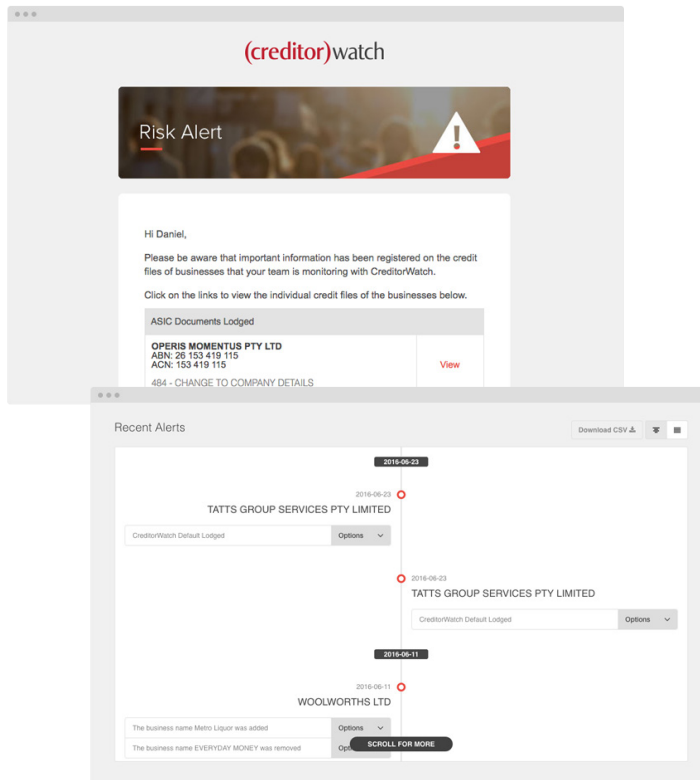 (creditor)watch
Risk Alert
Hi Daniel,
Please be aware that important information has been registered on the credit
files of businesses that your team is monitoring with CreditorWatch.
Click on the links to view the individual credit files of the businesses below.
ASIC Documents Lodged
OPERIS MOMENTUS PTY LTD
ABN: 26 153 419 115
ACN: 153 419 115
View
484 - CHANGE TO COMPANY DETAILS
Recent Alerts
Download CSV
2016-06-23
2016-06-23
TATTS GROUP SERVICES PTY LIMITED
CreditorWatch Default Lodged Options
2016-06-23
TATTS GROUP SERVICES PTY LIMITED
CreditorWatch Default Lodged Options
2016-06-11
2016-06-11
WOOLWORTHS LTD
The business name Metro Liquor was added Options
The business name EVERYDAY MONEY was removed
SCROLL FOR MORE